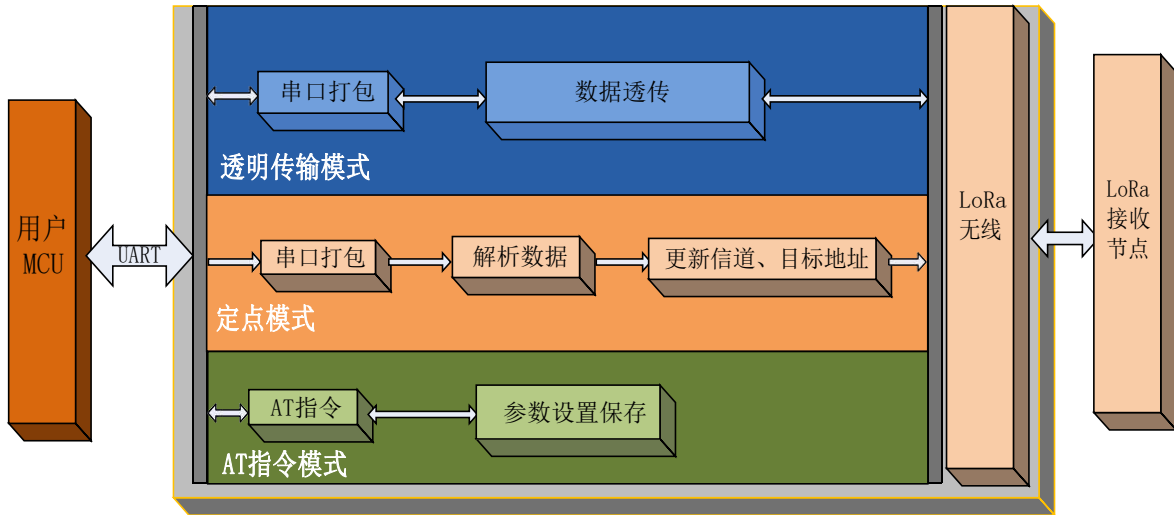 串口打包
数据透传
透明传输模式
用户
MCU
UART
串口打包
解析数据
更新信道、目标地址
定点模式
AT指令
参数设置保存
AT指令模式
LoRa
无线
LoRa
接收
节点